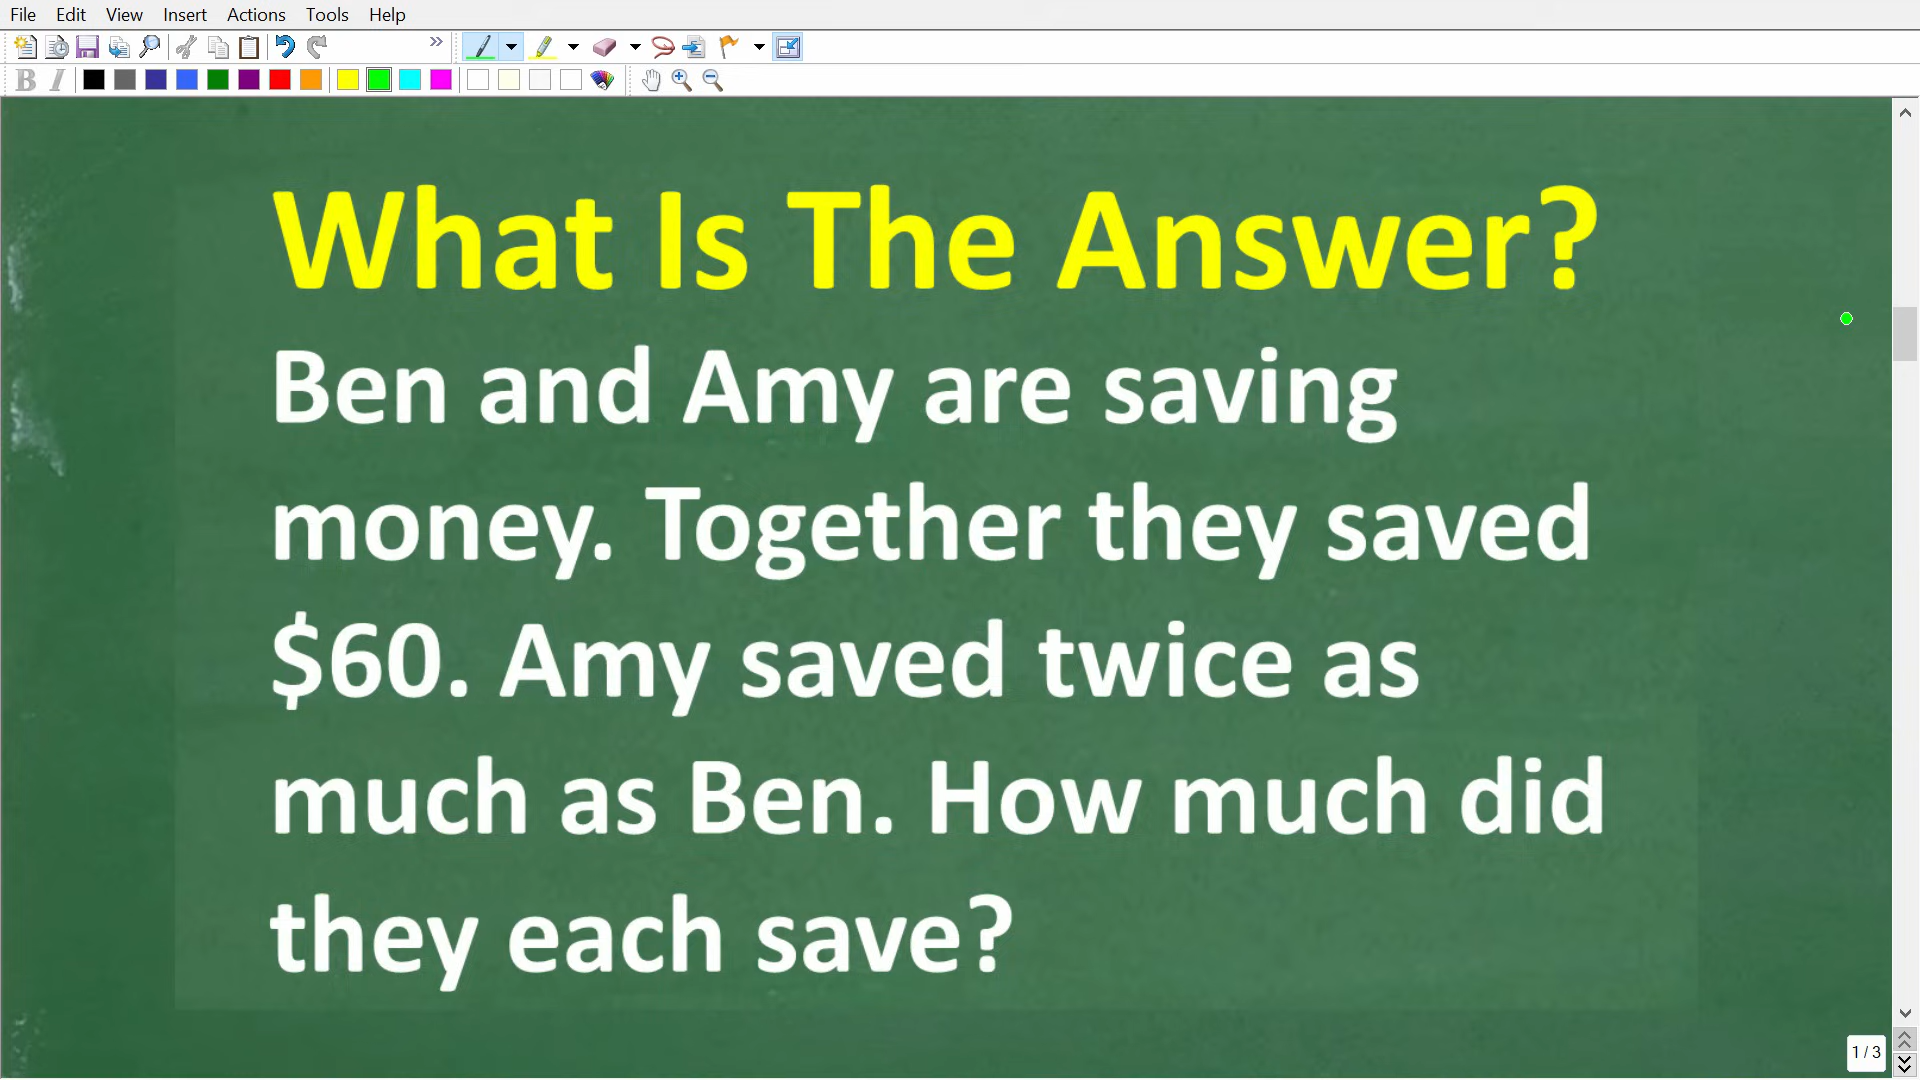 File Edit View Insert Actions Tools Help
B I
What Is The Answer?
Ben and Amy are saving
money. Together they saved
$60. Amy saved twice as
much as Ben. How much did
they each save?
1 / 3